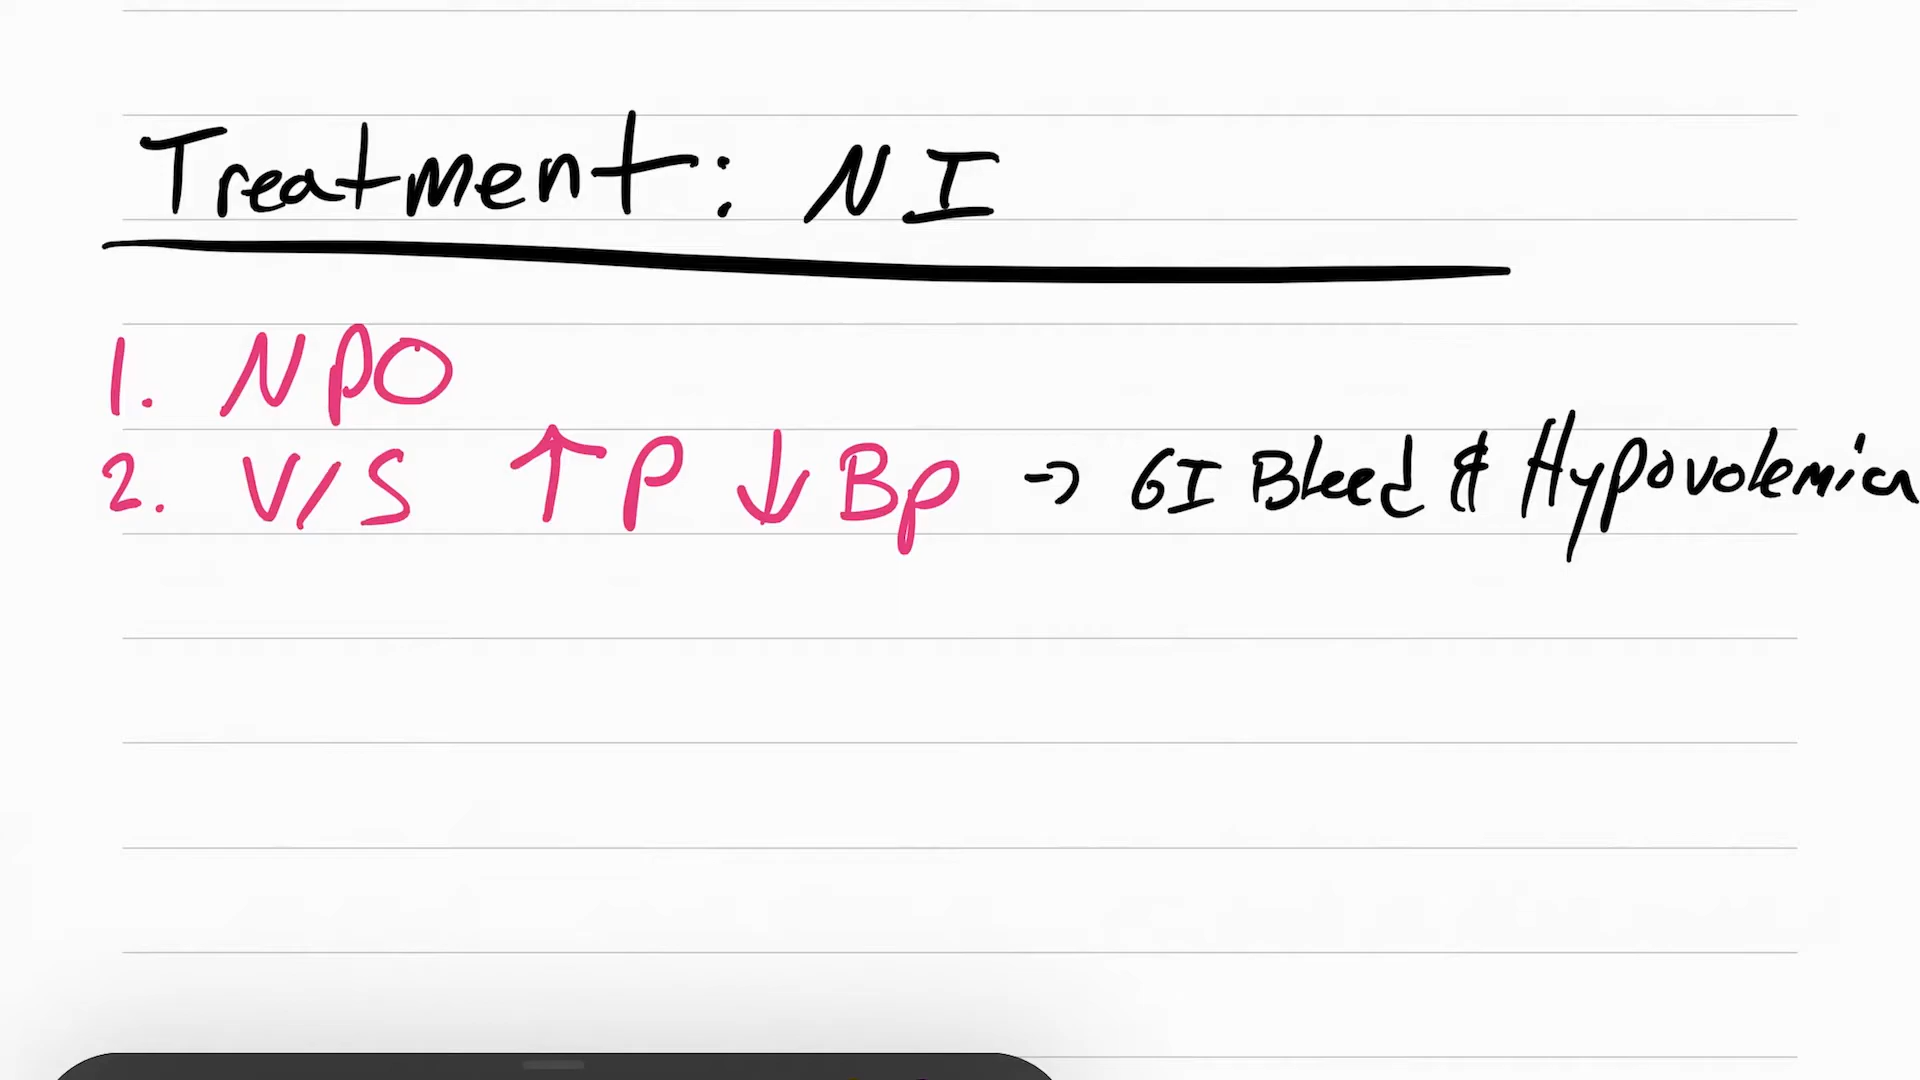 Treatment: NI
1. NPO
2. V/S ↑ P ↓ Bp → GI Bleed & Hypovolemia